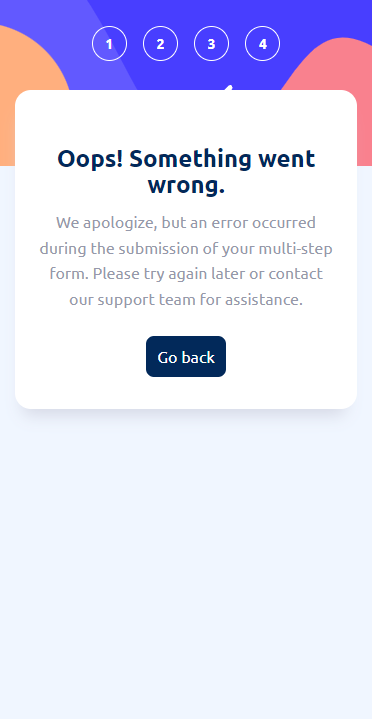 1 2 3 4
Oops! Something went
wrong.
We apologize, but an error occurred
during the submission of your multi-step
form. Please try again later or contact
our support team for assistance.
Go back